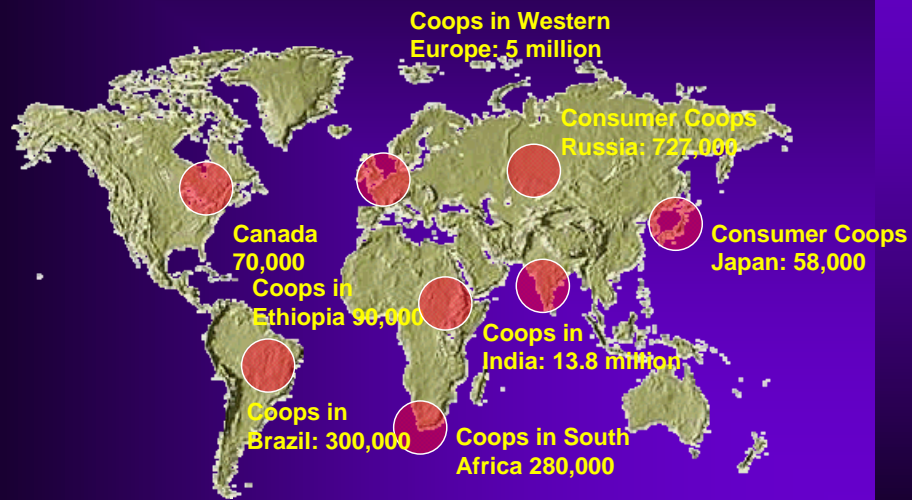 Coops in Western
Europe: 5 million
Consumer Coops
Russia: 727,000
Canada
70,000
Consumer Coops
Japan: 58,000
Coops in
Ethiopia 90,000
Coops in
India: 13.8 million
Coops in
Brazil: 300,000
Coops in South
Africa 280,000